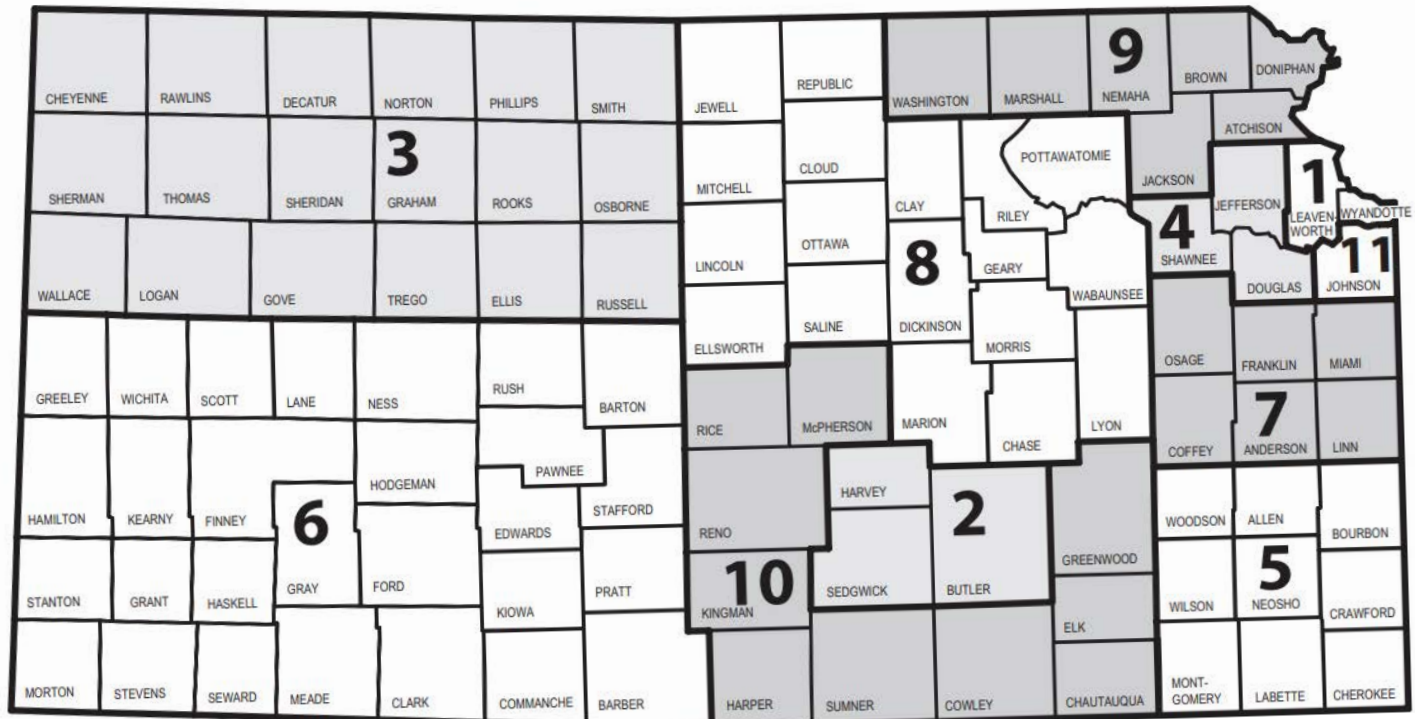 9
CHEYENNE
RAWLINS
DECATUR
NORTON
PHILLIPS
SMITH
JEWELL
REPUBLIC
WASHINGTON
MARSHALL
NEMAHA
BROWN
DONIPHAN
3
SHERMAN
THOMAS
SHERIDAN
GRAHAM
ROOKS
OSBORNE
MITCHELL
CLOUD
CLAY
RILEY
POTTAWATOMIE
JACKSON
ATCHISON
1
JEFFERSON
LEAVEN-
WORTH
WYANDOTTE
WALLACE
LOGAN
GOVE
TREGO
ELLIS
RUSSELL
LINCOLN
OTTAWA
8
GEARY
WABAUNSEE
4
SHAWNEE
DOUGLAS
11
JOHNSON
ELLSWORTH
SALINE
DICKINSON
MORRIS
OSAGE
FRANKLIN
MIAMI
GREELEY
WICHITA
SCOTT
LANE
NESS
RUSH
BARTON
RICE
McPHERSON
MARION
CHASE
LYON
COFFEY
7
ANDERSON
LINN
HAMILTON
KEARNY
FINNEY
HODGEMAN
PAWNEE
EDWARDS
STAFFORD
RENO
HARVEY
2
GREENWOOD
WOODSON
ALLEN
BOURBON
6
STANTON
GRANT
HASKELL
GRAY
FORD
KIOWA
PRATT
10
KINGMAN
SEDGWICK
BUTLER
ELK
WILSON
5
NEOSHO
CRAWFORD
MORTON
STEVENS
SEWARD
MEADE
CLARK
COMMANCHE
BARBER
HARPER
SUMNER
COWLEY
CHAUTAUQUA
MONT-
GOMERY
LABETTE
CHEROKEE